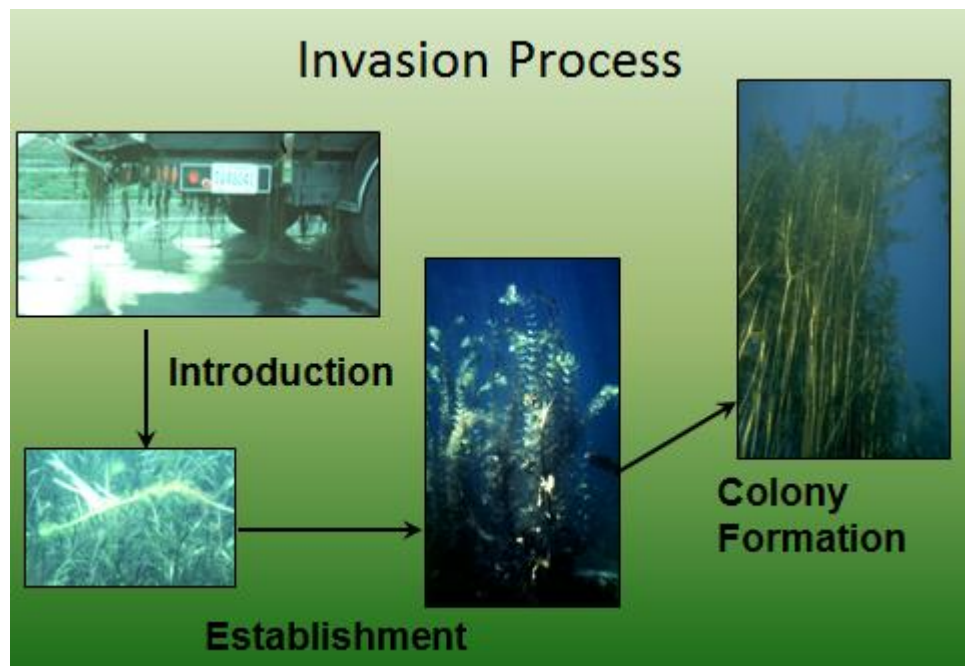 Invasion Process
Introduction
Establishment
Colony
Formation